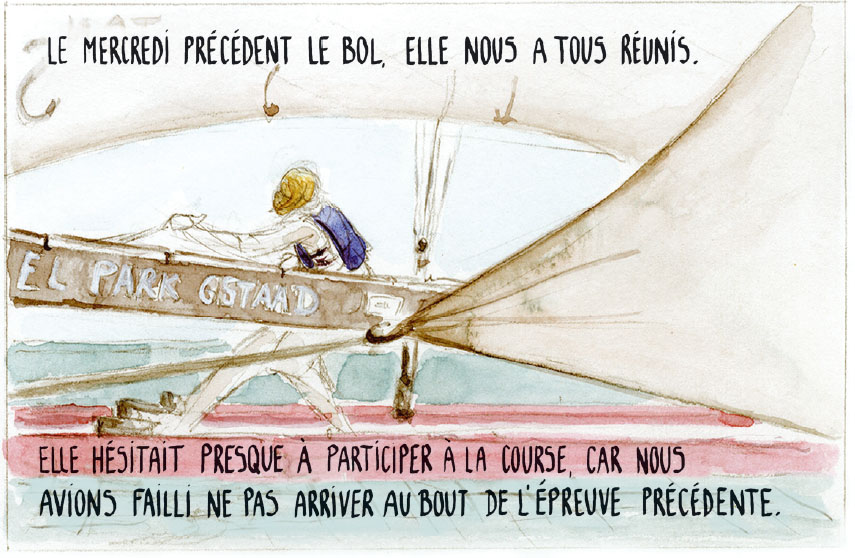 LE MERCREDI PRÉCÉDENT LE BOL, ELLE NOUS A TOUS RÉUNIS.
EL PARK GSTAA'D
ELLE HÉSITAIT PRESQUE À PARTICIPER À LA COURSE, CAR NOUS
AVIONS FAILLI NE PAS ARRIVER AU BOUT DE L'ÉPREUVE PRÉCÉDENTE.